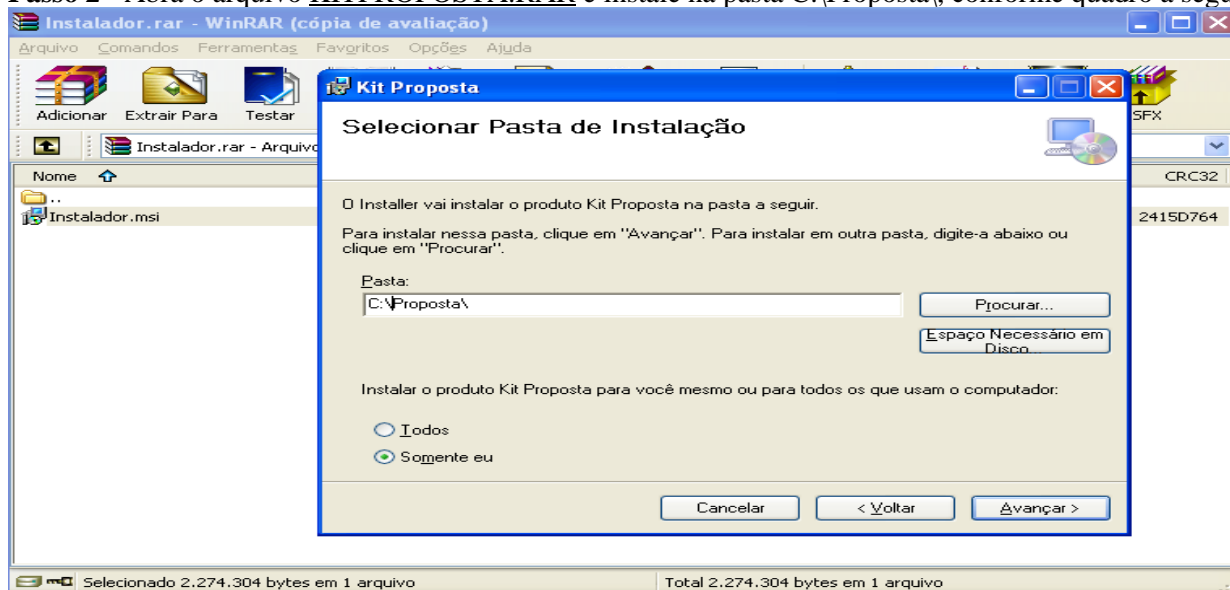 Passo 2 - Abra o arquivo KITPROPOSTA.RAR e instale na pasta C:\Proposta\, conforme quadro a segu
Instalador.rar - WinRAR (cópia de avaliação)
Arquivo Comandos Ferramentas Favoritos Opções Ajuda
Adicionar Extrair Para Testar SFX
Instalador.rar - Arquivo
Nome CRC32
..
Instalador.msi 2415D764
Kit Proposta
Selecionar Pasta de Instalação
O Installer vai instalar o produto Kit Proposta na pasta a seguir.
Para instalar nessa pasta, clique em "Avançar". Para instalar em outra pasta, digite-a abaixo ou
clique em "Procurar".
Pasta:
C:\Proposta\
Procurar...
Espaço Necessário em
Disco...
Instalar o produto Kit Proposta para você mesmo ou para todos os que usam o computador:
Todos
Somente eu
Cancelar < Voltar Avançar >
Selecionado 2.274.304 bytes em 1 arquivo Total 2.274.304 bytes em 1 arquivo